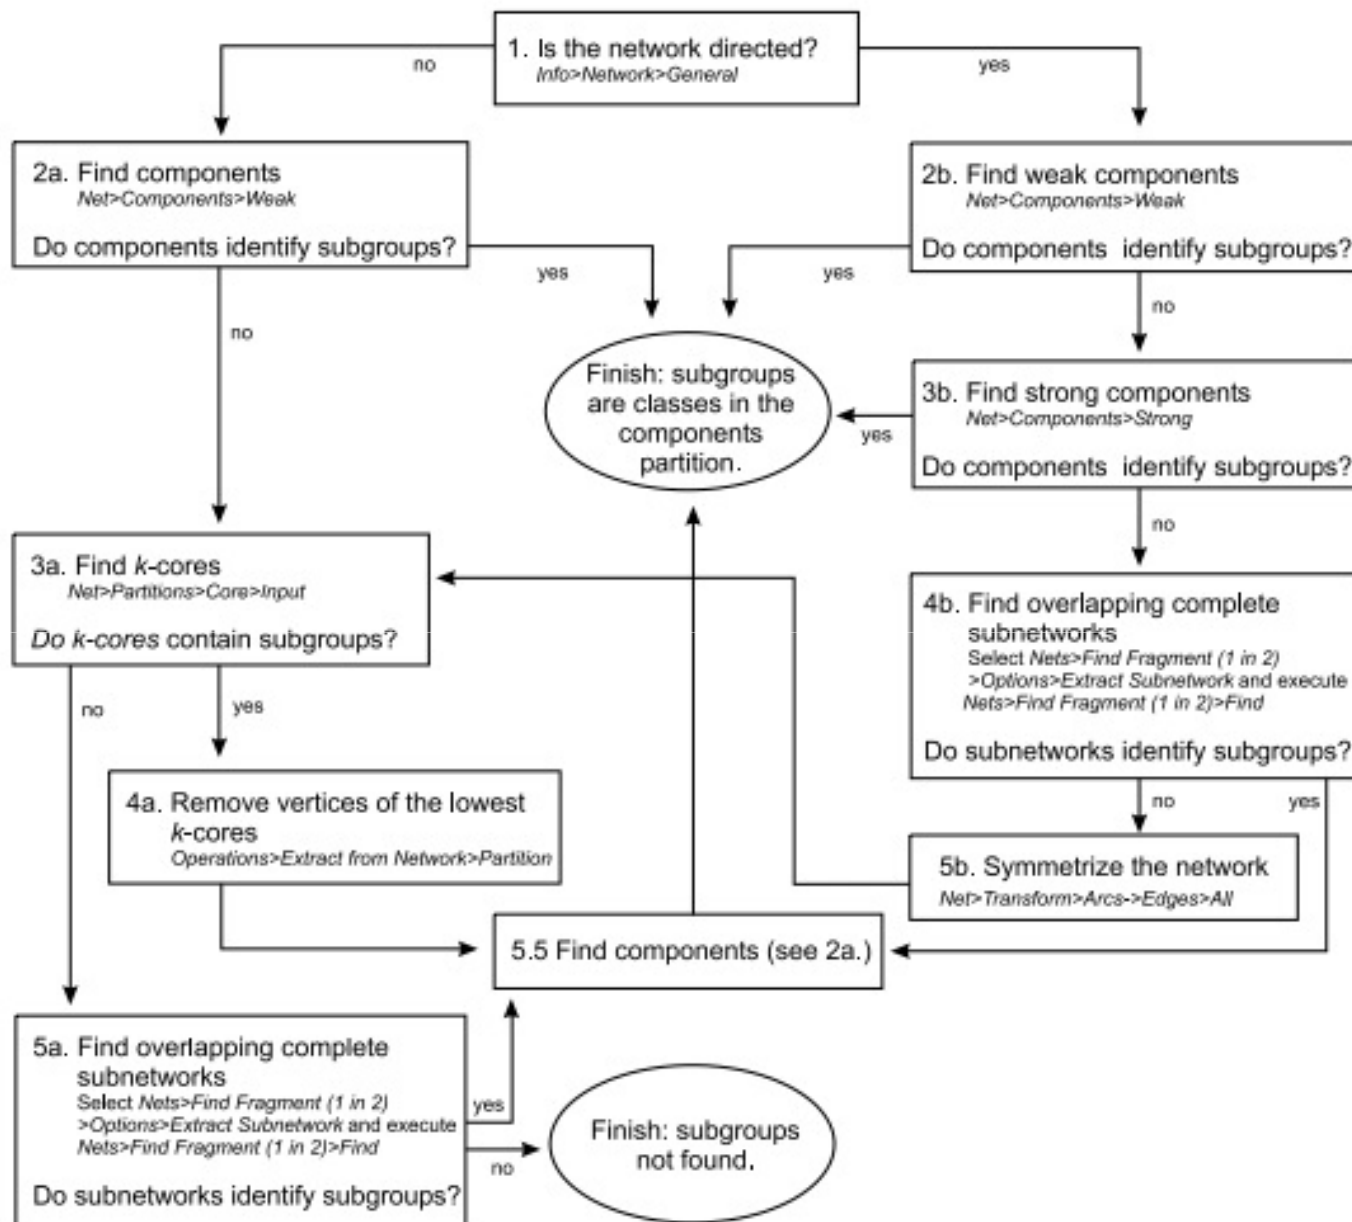 1. Is the network directed?
Info>Network>General
no
yes
2a. Find components
Net>Components>Weak
Do components identify subgroups?
yes
no
2b. Find weak components
Net>Components>Weak
Do components identify subgroups?
yes
no
Finish: subgroups
are classes in the
components
partition.
3b. Find strong components
Net>Components>Strong
Do components identify subgroups?
yes
no
3a. Find k-cores
Net>Partitions>Core>Input
Do k-cores contain subgroups?
no
yes
4b. Find overlapping complete
subnetworks
Select Nets>Find Fragment (1 in 2)
>Options>Extract Subnetwork and execute
Nets>Find Fragment (1 in 2)>Find
Do subnetworks identify subgroups?
no
yes
4a. Remove vertices of the lowest
k-cores
Operations>Extract from Network>Partition
5b. Symmetrize the network
Net>Transform>Arcs->Edges>All
5.5 Find components (see 2a.)
5a. Find overlapping complete
subnetworks
Select Nets>Find Fragment (1 in 2)
>Options>Extract Subnetwork and execute
Nets>Find Fragment (1 in 2)>Find
Do subnetworks identify subgroups?
yes
no
Finish: subgroups
not found.